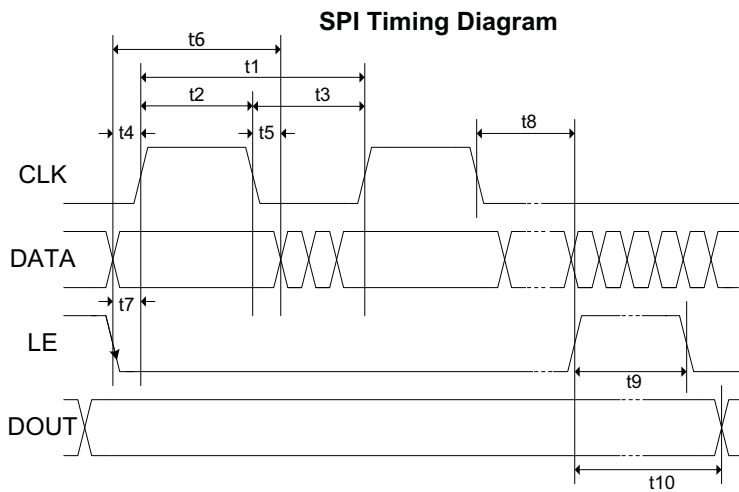 SPI Timing Diagram
t6
t1
t2
t3
t4
t5
t8
CLK
DATA
t7
LE
t9
DOUT
t10